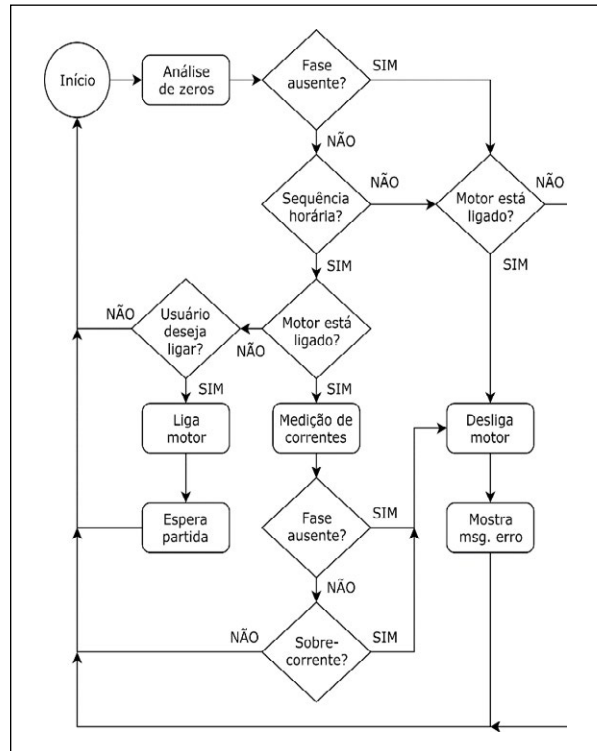 Início
Análise
de zeros
Fase
ausente?
SIM
NÃO
Sequência
horária?
NÃO
Motor está
ligado?
NÃO
SIM
SIM
NÃO
Usuário
deseja
ligar?
NÃO
Motor está
ligado?
SIM
SIM
Liga
motor
Medição de
correntes
Desliga
motor
Espera
partida
Fase
ausente?
SIM
Mostra
msg. erro
NÃO
NÃO
Sobre-
corrente?
SIM